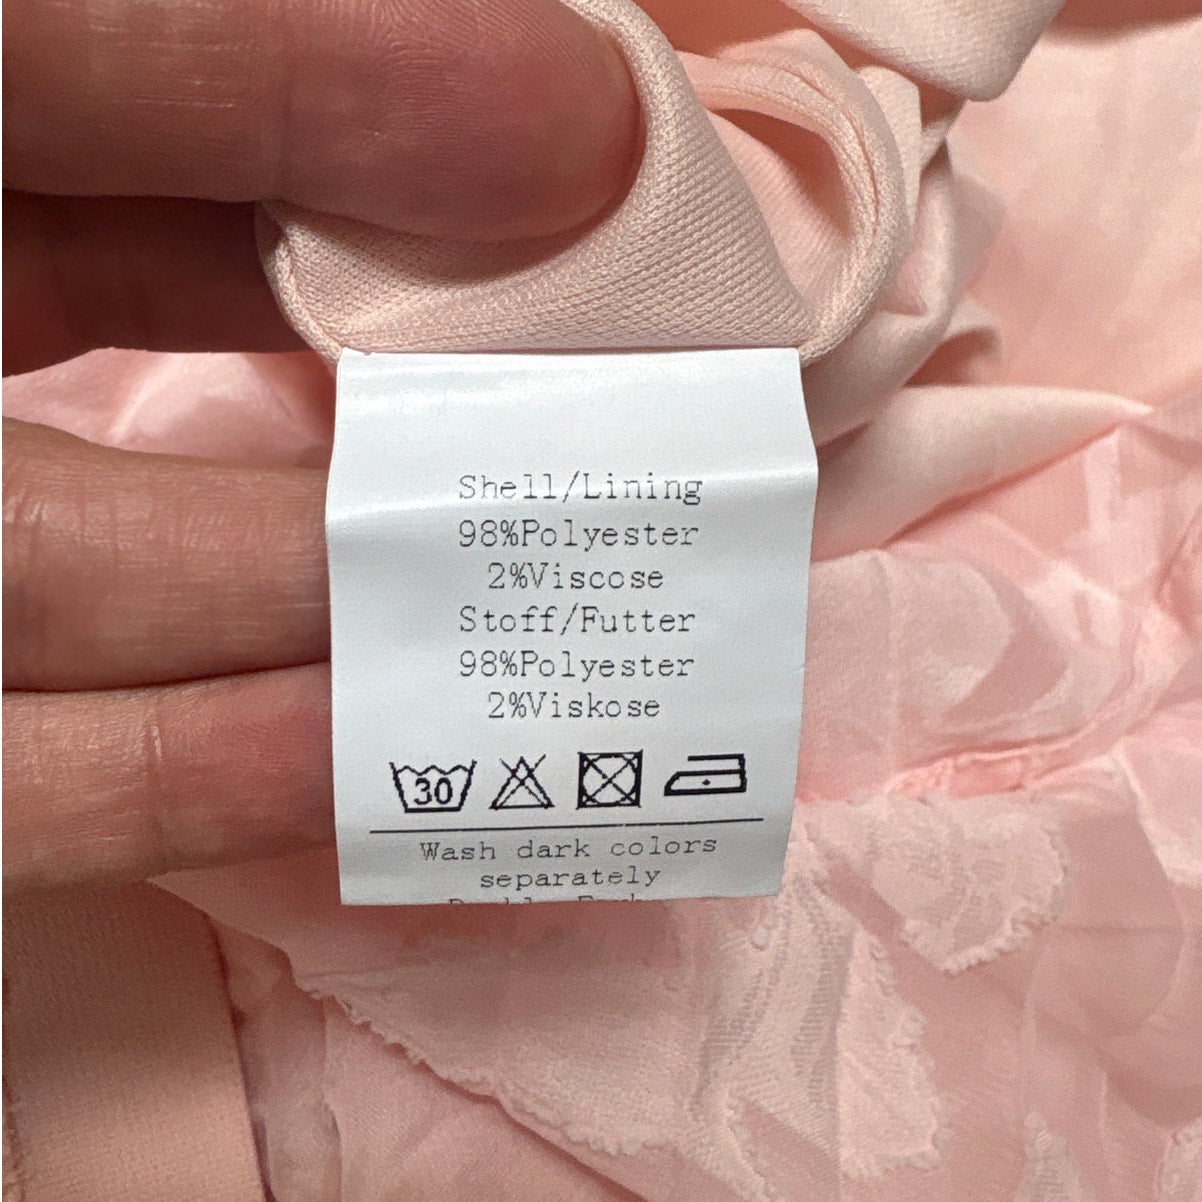 Shell/Lining
98%Polyester
2%Viscose
Stoff/Futter
98%Polyester
2%Viskose
30
Wash dark colors
separately